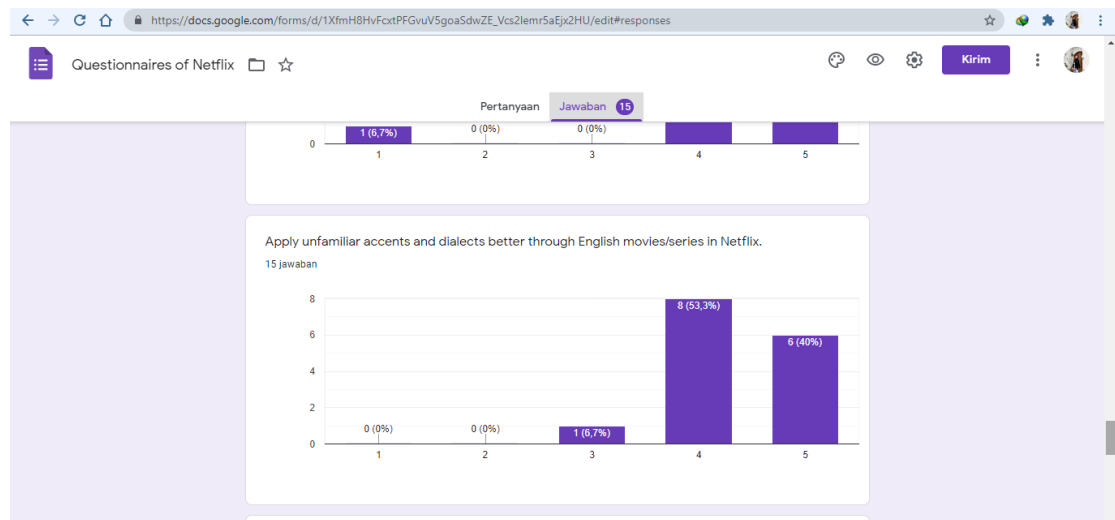 https://docs.google.com/forms/d/1XfmH8HvFcxtPFGvuV5goaSdwZE_Vcs2Iemr5aEjx2HU/edit#responses
Questionnaires of Netflix
Kirim
Pertanyaan Jawaban 15
1 (6,7%) 0 (0%) 0 (0%)
0
1 2 3 4 5
Apply unfamiliar accents and dialects better through English movies/series in Netflix.
15 jawaban
8
8 (53,3%)
6
6 (40%)
4
2
0 (0%) 0 (0%) 1 (6,7%)
0
1 2 3 4 5